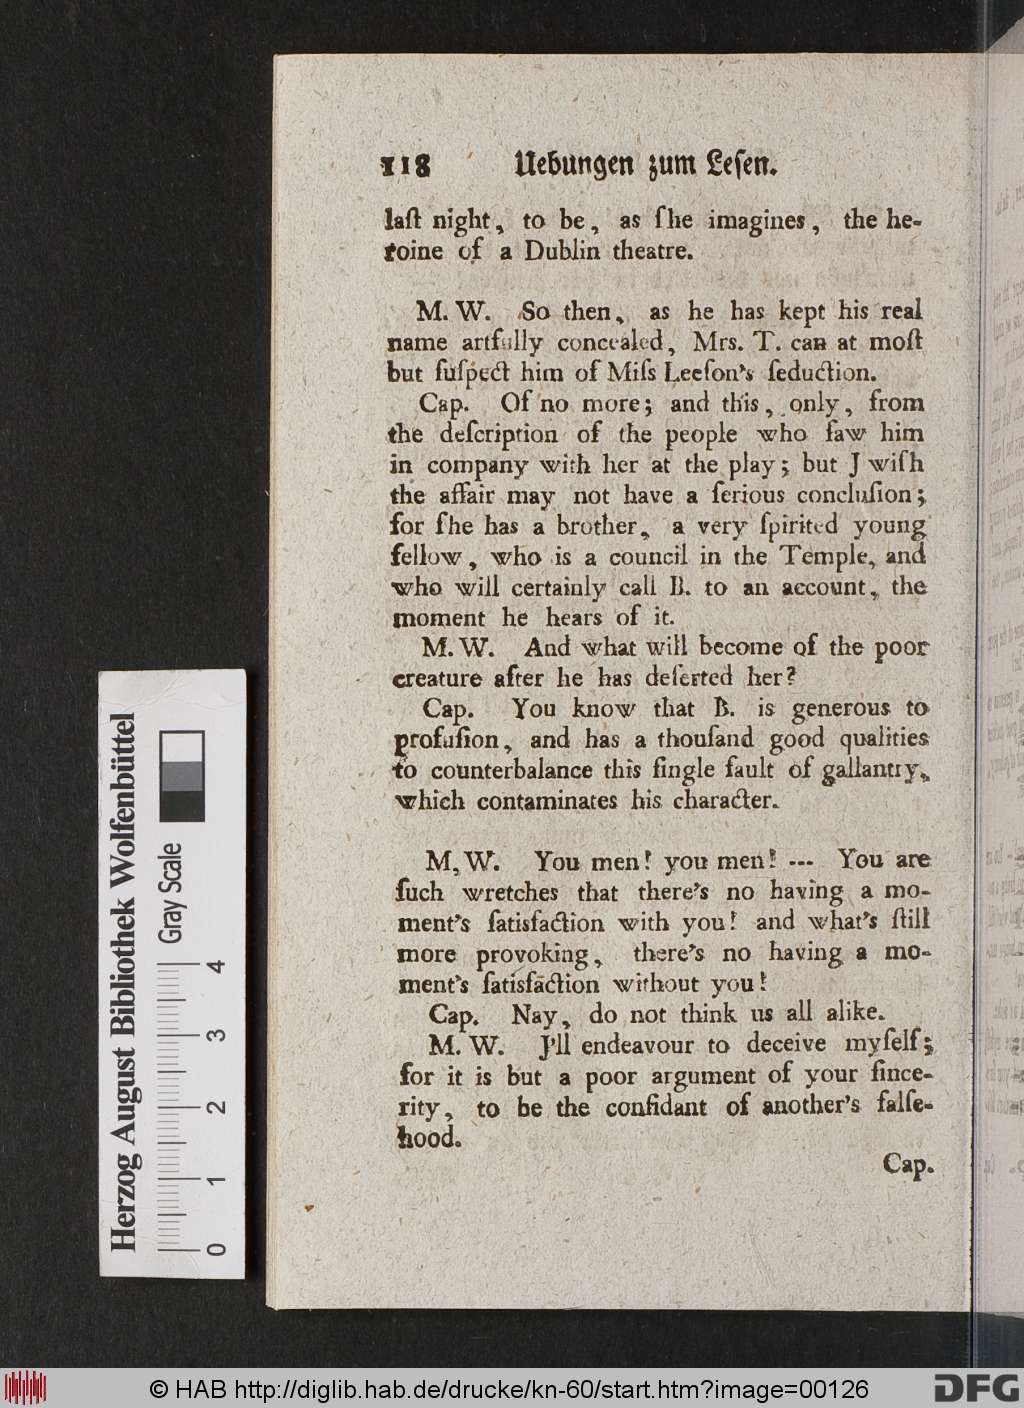 118 Uebungen zum Leſen.
laſt night, to be, as ſhe imagines, the he-
roine of a Dublin theatre.
M. W. So then, as he has kept his real
name artfully concealed, Mrs. T. can at moſt
but ſuſpect him of Miſs Leeſon's ſeduction.
Cap. Of no more; and this, only, from
the deſcription of the people who ſaw him
in company with her at the play; but J wiſh
the affair may not have a ſerious concluſion;
for ſhe has a brother, a very ſpirited young
fellow, who is a council in the Temple, and
who will certainly call B. to an account, the
moment he hears of it.
M. W. And what will become of the poor
creature after he has deſerted her?
Cap. You know that B. is generous to
profuſion, and has a thouſand good qualities
to counterbalance this ſingle fault of gallantry,
which contaminates his character.
M, W. You men! you men! --- You are
ſuch wretches that there's no having a mo-
ment's ſatisfaction with you! and what's ſtill
more provoking, there's no having a mo-
ment's ſatisfaction without you!
Cap. Nay, do not think us all alike.
M. W. J'll endeavour to deceive myſelf;
for it is but a poor argument of your ſince-
rity, to be the confidant of another's falſe-
hood.
Cap.
Herzog August Bibliothek Wolfenbüttel
Gray Scale
0 1 2 3 4
© HAB http://diglib.hab.de/drucke/kn-60/start.htm?image=00126
DFG